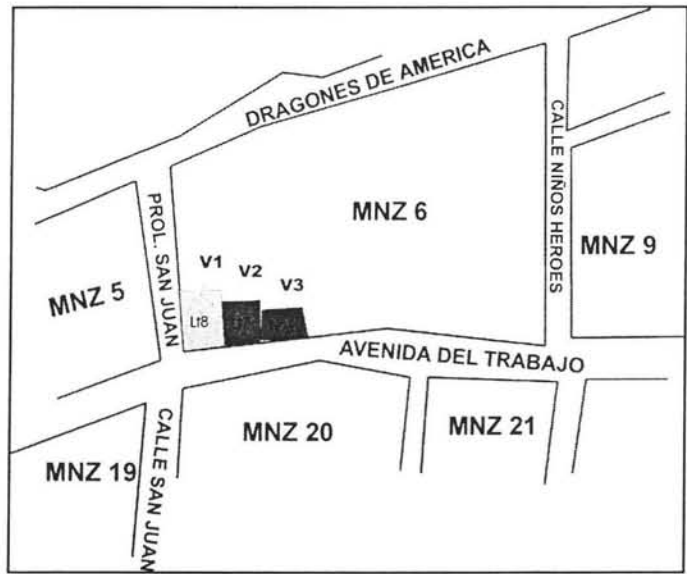 DRAGONES DE AMERICA
CALLE NIÑOS HEROES
PROL. SAN JUAN
MNZ 6
MNZ 9
MNZ 5
V1
V2
V3
Lt8
AVENIDA DEL TRABAJO
MNZ 20
MNZ 21
MNZ 19
CALLE SAN JUAN